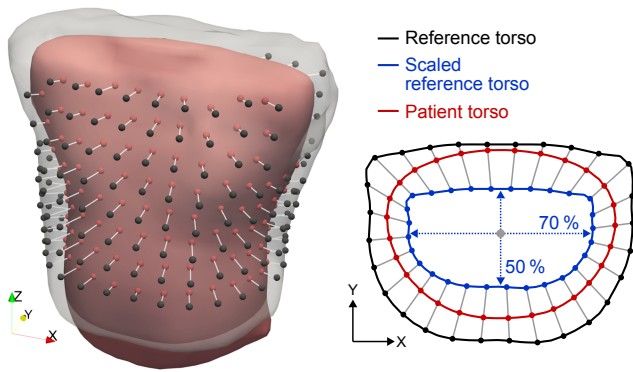 Reference torso
Scaled
reference torso
Patient torso
70 %
50 %
Z
Y
X
Y
X